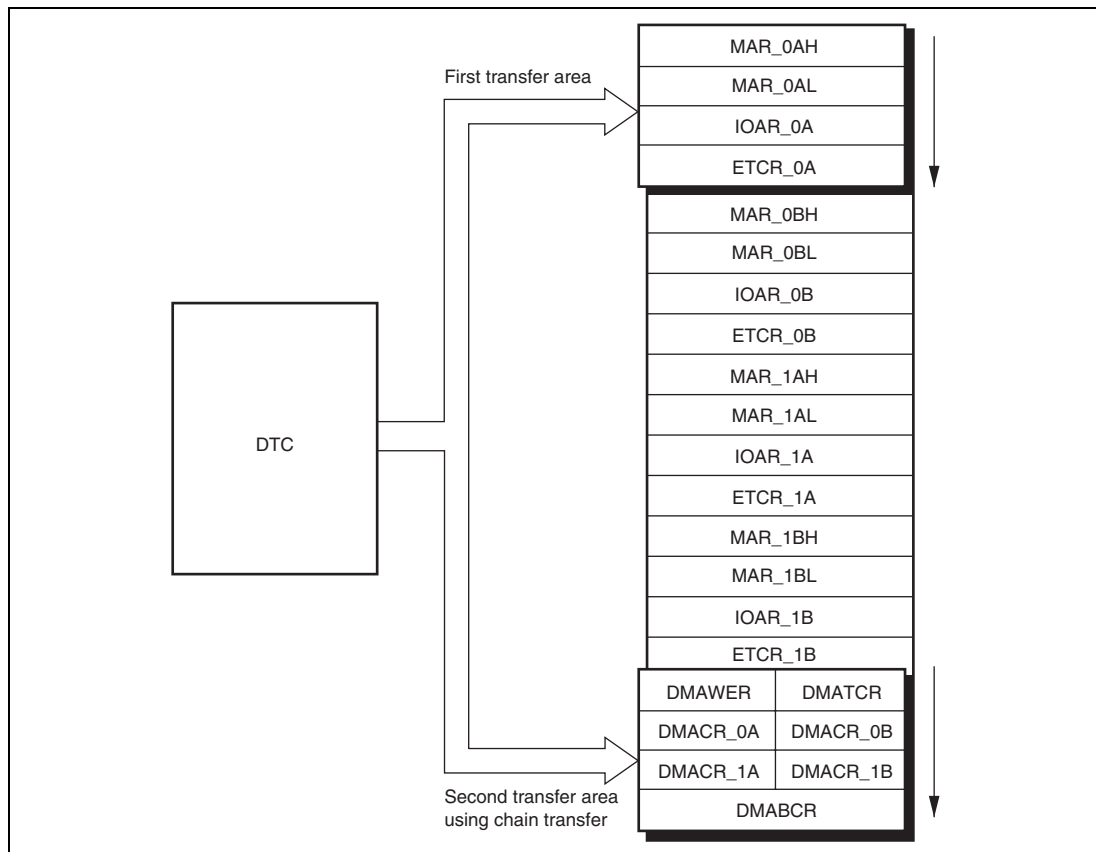 MAR_0AH
First transfer area
MAR_0AL
IOAR_0A
ETCR_0A
MAR_0BH
MAR_0BL
IOAR_0B
ETCR_0B
MAR_1AH
MAR_1AL
DTC
IOAR_1A
ETCR_1A
MAR_1BH
MAR_1BL
IOAR_1B
ETCR_1B
DMAWER DMATCR
DMACR_0A DMACR_0B
DMACR_1A DMACR_1B
Second transfer area
using chain transfer
DMABCR